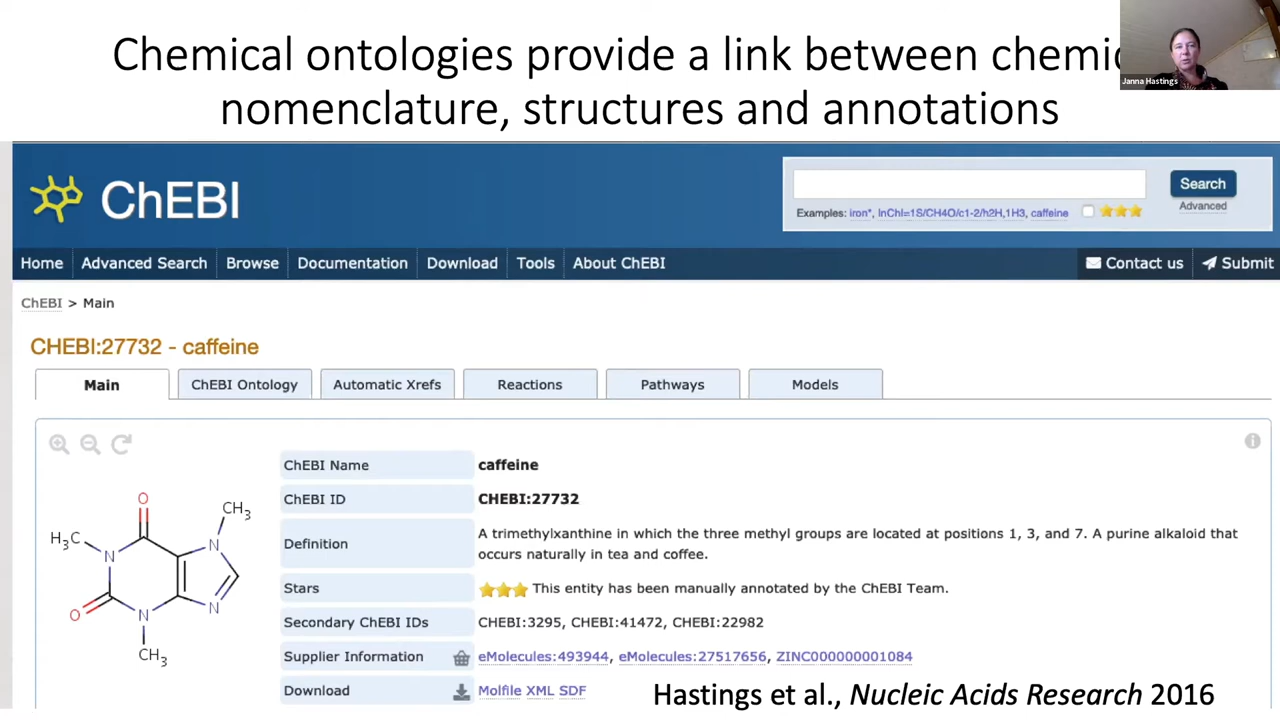 Chemical ontologies provide a link between chemic
nomenclature, structures and annotations
Janna Hastings
ChEBI
Search
Examples: iron*, InChI=1S/CH4O/c1-2/h2H,1H3, caffeine
Advanced
Home Advanced Search Browse Documentation Download Tools About ChEBI Contact us Submit
ChEBI > Main
CHEBI:27732 - caffeine
Main ChEBI Ontology Automatic Xrefs Reactions Pathways Models
ChEBI Name caffeine
ChEBI ID CHEBI:27732
Definition A trimethylxanthine in which the three methyl groups are located at positions 1, 3, and 7. A purine alkaloid that
occurs naturally in tea and coffee.
Stars This entity has been manually annotated by the ChEBI Team.
Secondary ChEBI IDs CHEBI:3295, CHEBI:41472, CHEBI:22982
Supplier Information eMolecules:493944, eMolecules:27517656, ZINC000000001084
Download Molfile XML SDF
O
CH3
H3C
N
N
O
N
N
CH3
Hastings et al., Nucleic Acids Research 2016